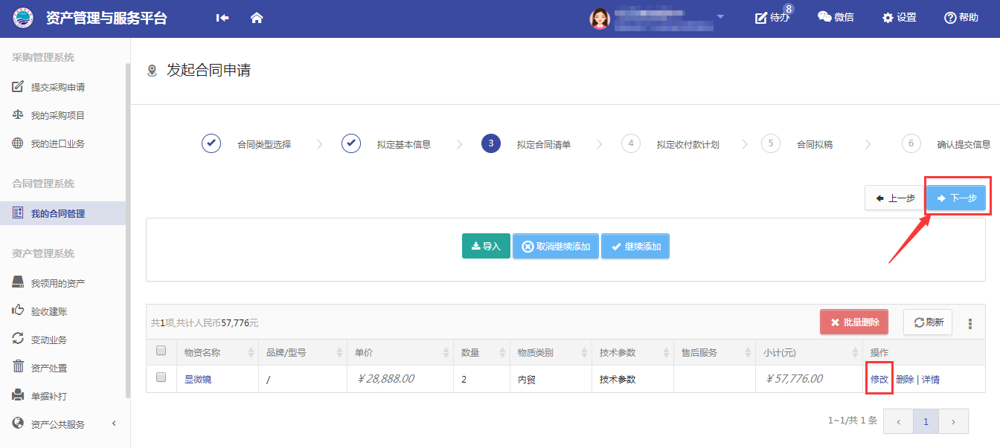 资产管理与服务平台
待办
8
微信
设置
帮助
采购管理系统
提交采购申请
我的采购项目
我的进口业务
合同管理系统
我的合同管理
资产管理系统
我领用的资产
验收建账
变动业务
资产处置
单据补打
资产公共服务
发起合同申请
合同类型选择
拟定基本信息
3 拟定合同清单
4 拟定收付款计划
5 合同拟稿
6 确认提交信息
上一步
下一步
导入
取消继续添加
继续添加
共1项,共计人民币57,776元
批量删除
刷新
物资名称 品牌/型号 单价 数量 物质类别 技术参数 售后服务 小计(元) 操作
显微镜 / ￥28,888.00 2 内贸 技术参数 ￥57,776.00 修改 删除 | 详情
1~1/共 1 条 ‹ 1 ›